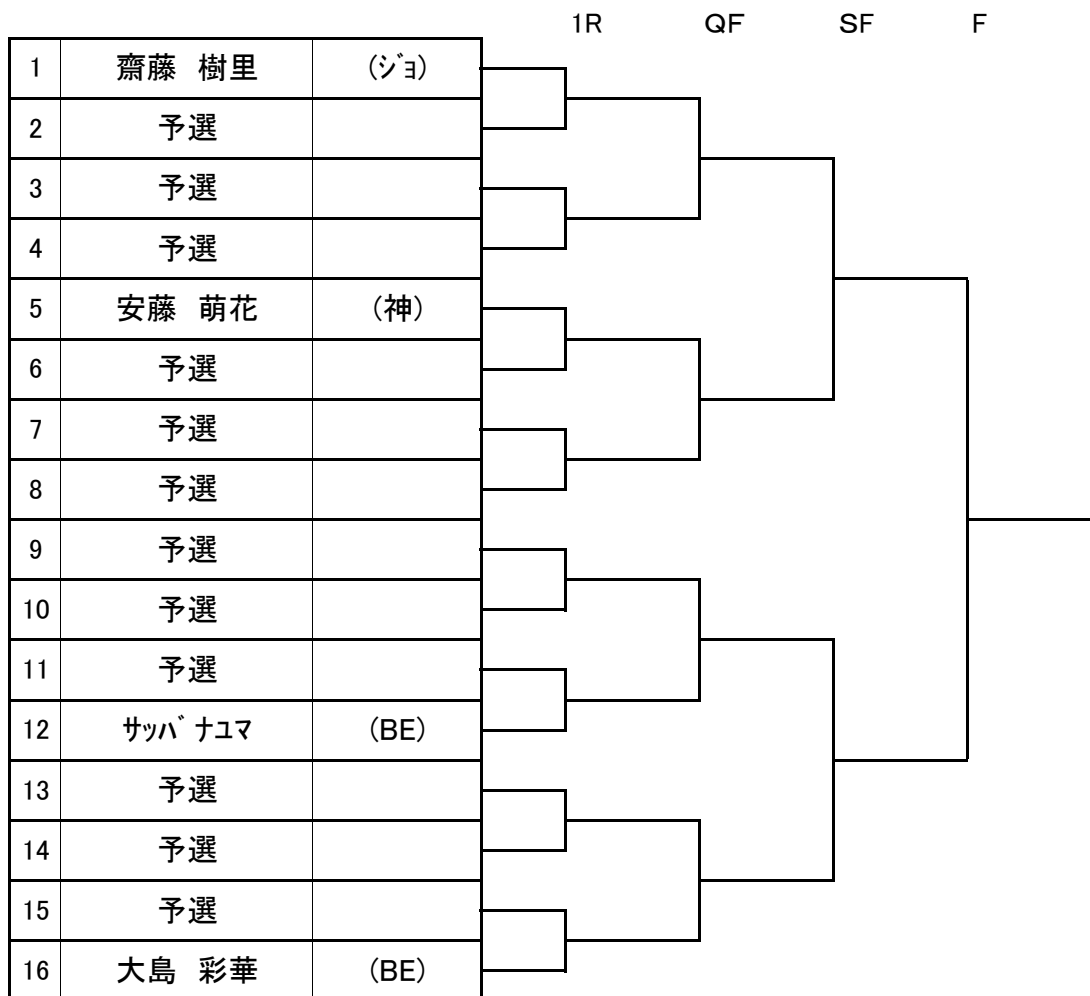 1R QF SF F
1 齋藤 樹里 (ｼﾞｮ)
2 予選
3 予選
4 予選
5 安藤 萌花 (神)
6 予選
7 予選
8 予選
9 予選
10 予選
11 予選
12 ｻｯﾊﾞ ﾅﾕﾏ (BE)
13 予選
14 予選
15 予選
16 大島 彩華 (BE)